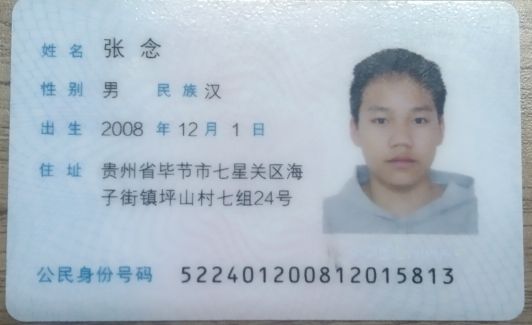 姓名 张念
性别 男 民族 汉
出生 2008 年 12 月 1 日
住址 贵州省毕节市七星关区海
子街镇坪山村七组24号
公民身份号码 522401200812015813